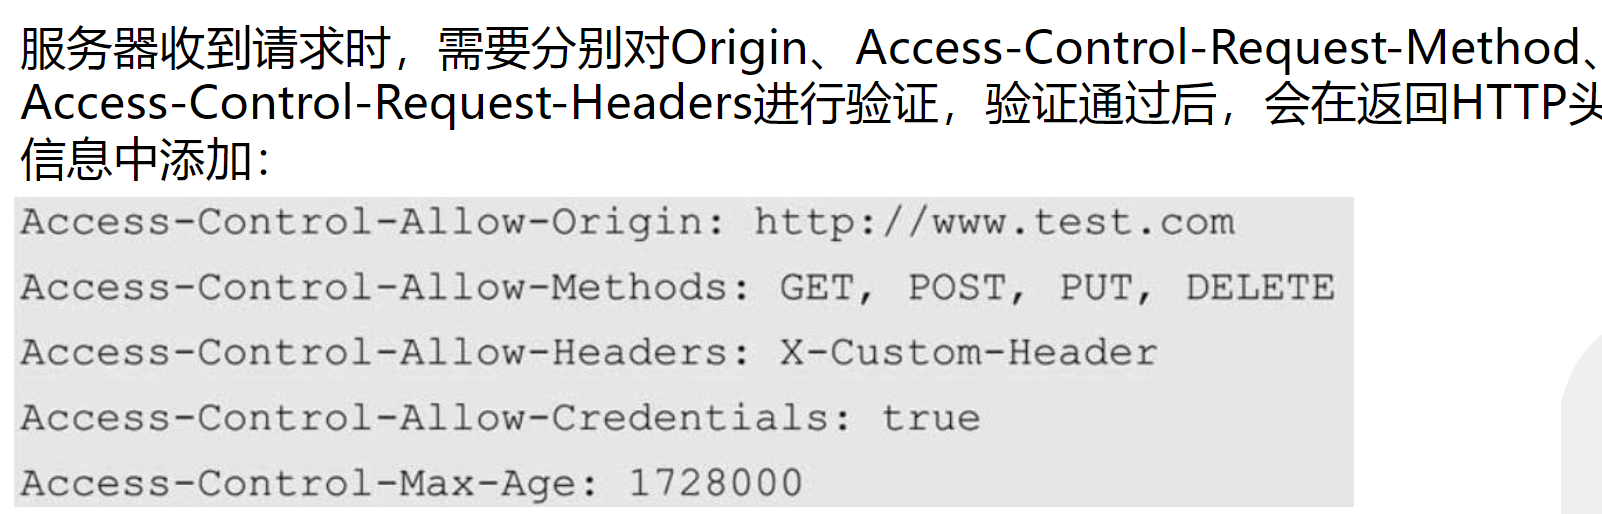 服务器收到请求时，需要分别对Origin、Access-Control-Request-Method、
Access-Control-Request-Headers进行验证，验证通过后，会在返回HTTP头
信息中添加：
Access-Control-Allow-Origin: http://www.test.com
Access-Control-Allow-Methods: GET, POST, PUT, DELETE
Access-Control-Allow-Headers: X-Custom-Header
Access-Control-Allow-Credentials: true
Access-Control-Max-Age: 1728000